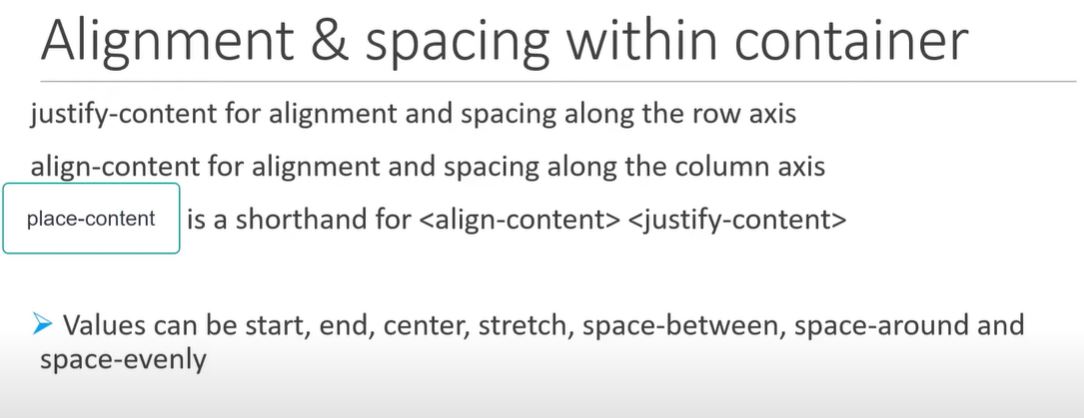 Alignment & spacing within container
justify-content for alignment and spacing along the row axis
align-content for alignment and spacing along the column axis
place-content is a shorthand for <align-content> <justify-content>
Values can be start, end, center, stretch, space-between, space-around and
space-evenly